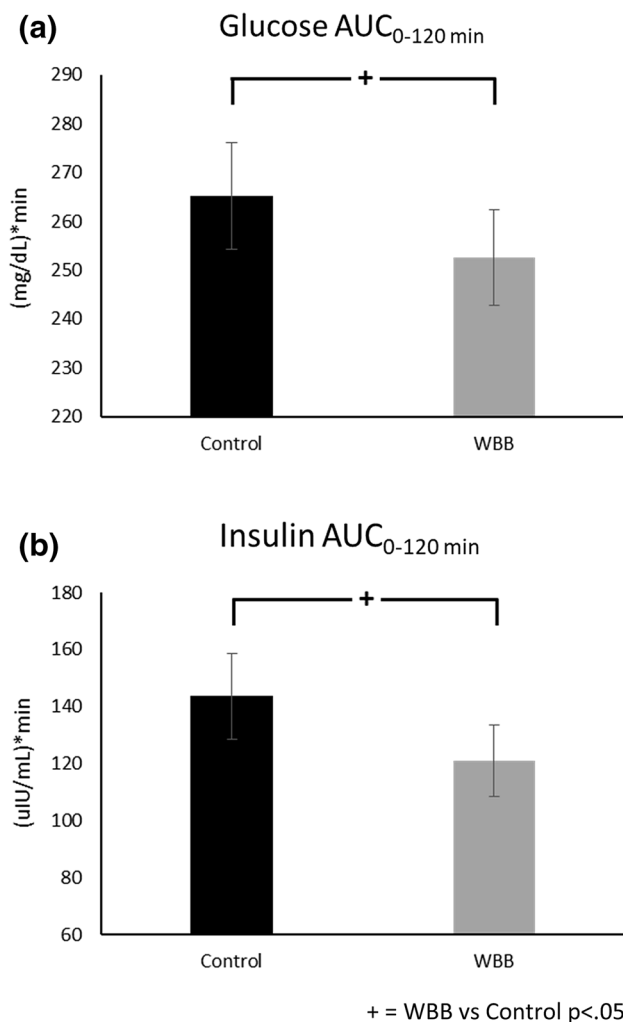 (a)
Glucose AUC0-120 min
290
280
270
260
250
240
230
220
(mg/dL)*min
+
Control WBB
(b)
Insulin AUC0-120 min
180
160
140
120
100
80
60
(uIU/mL)*min
+
Control WBB
+ = WBB vs Control p<.05